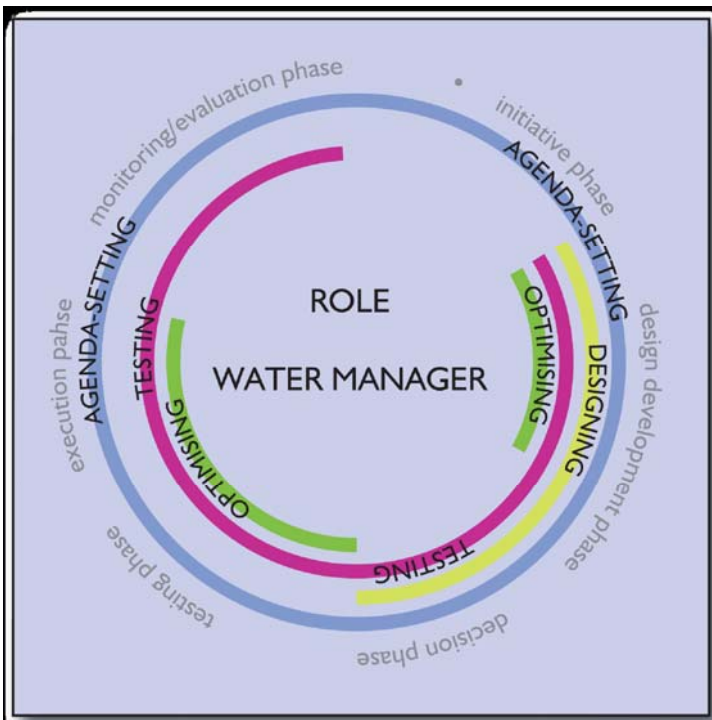 monitoring/evaluation phase
initiative phase
AGENDA-SETTING
design development phase
DESIGNING
OPTIMISING
ROLE
WATER MANAGER
AGENDA-SETTING
TESTING
execution pahse
OPTIMISING
TESTING
testing phase
decision phase